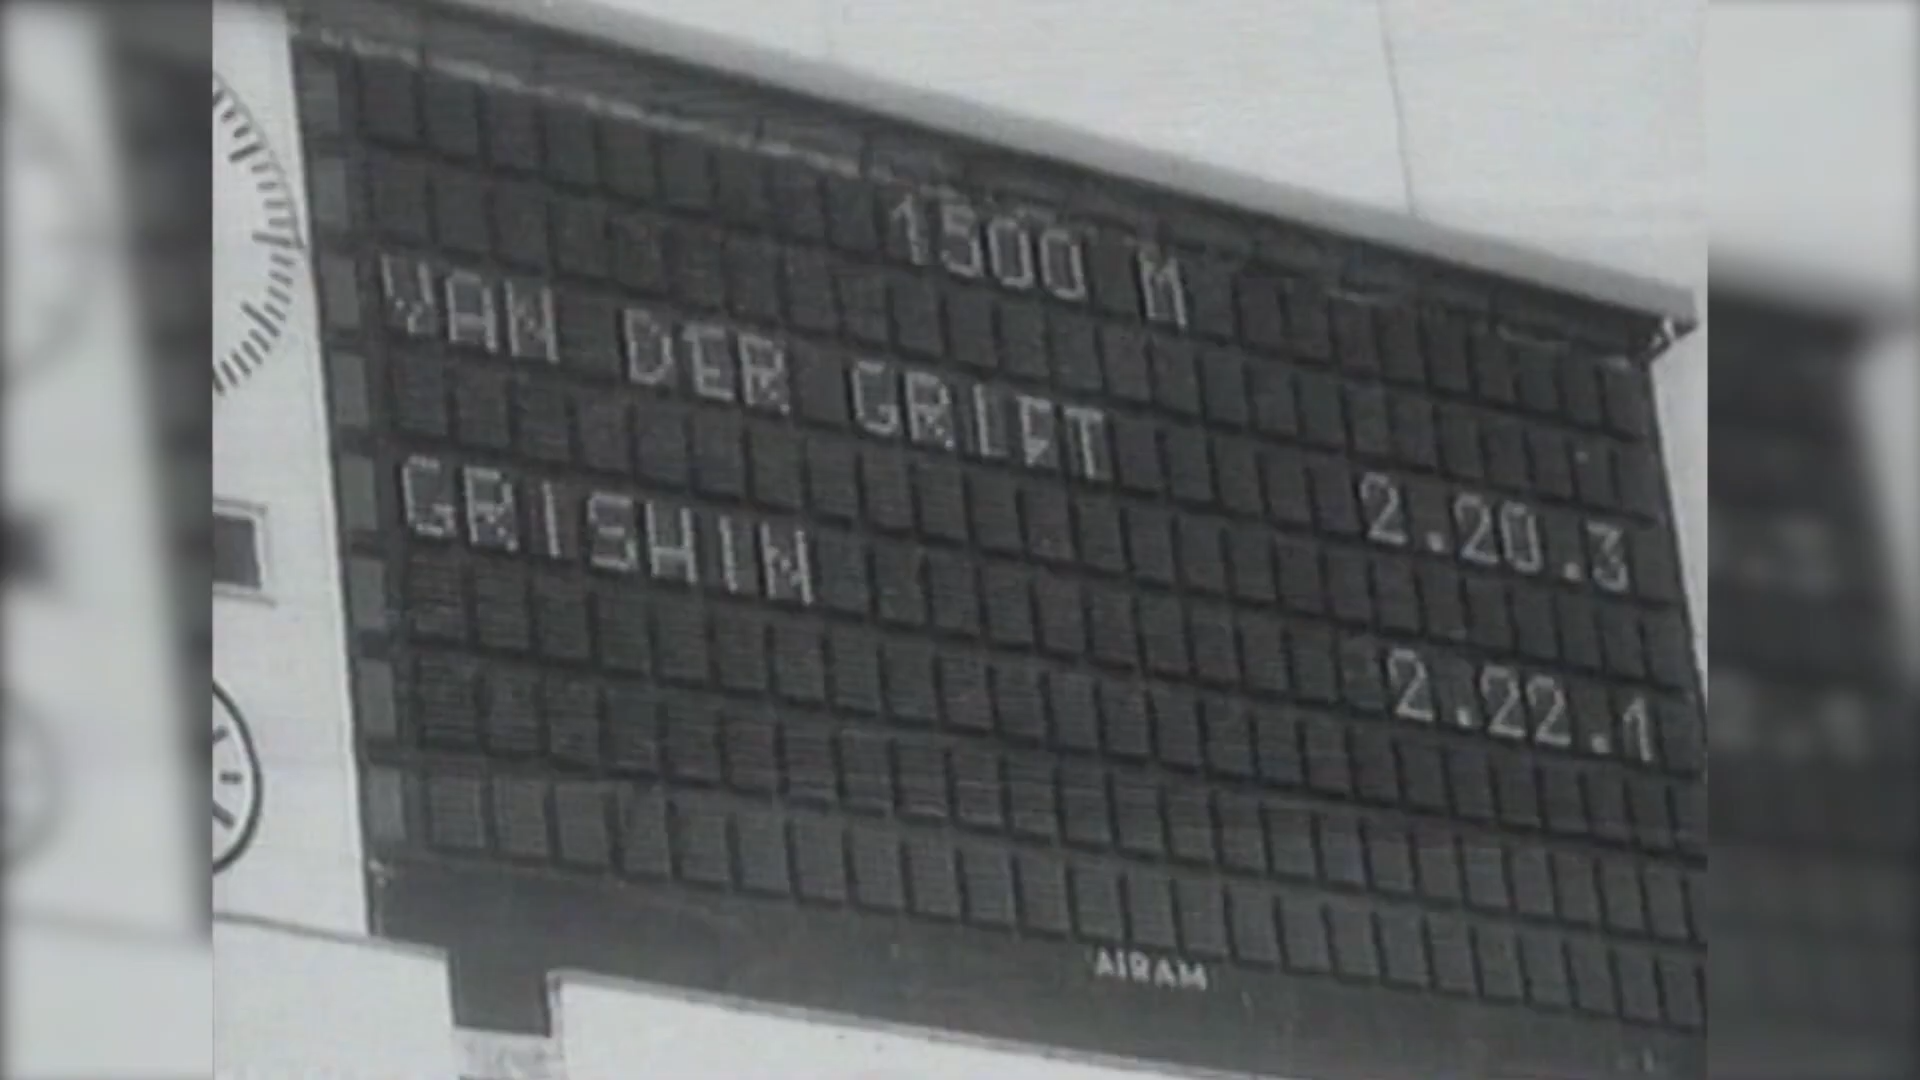 1500 M
VAN DER GRIFT
2.20.3
GRISHIN
2.22.1
AIRAM